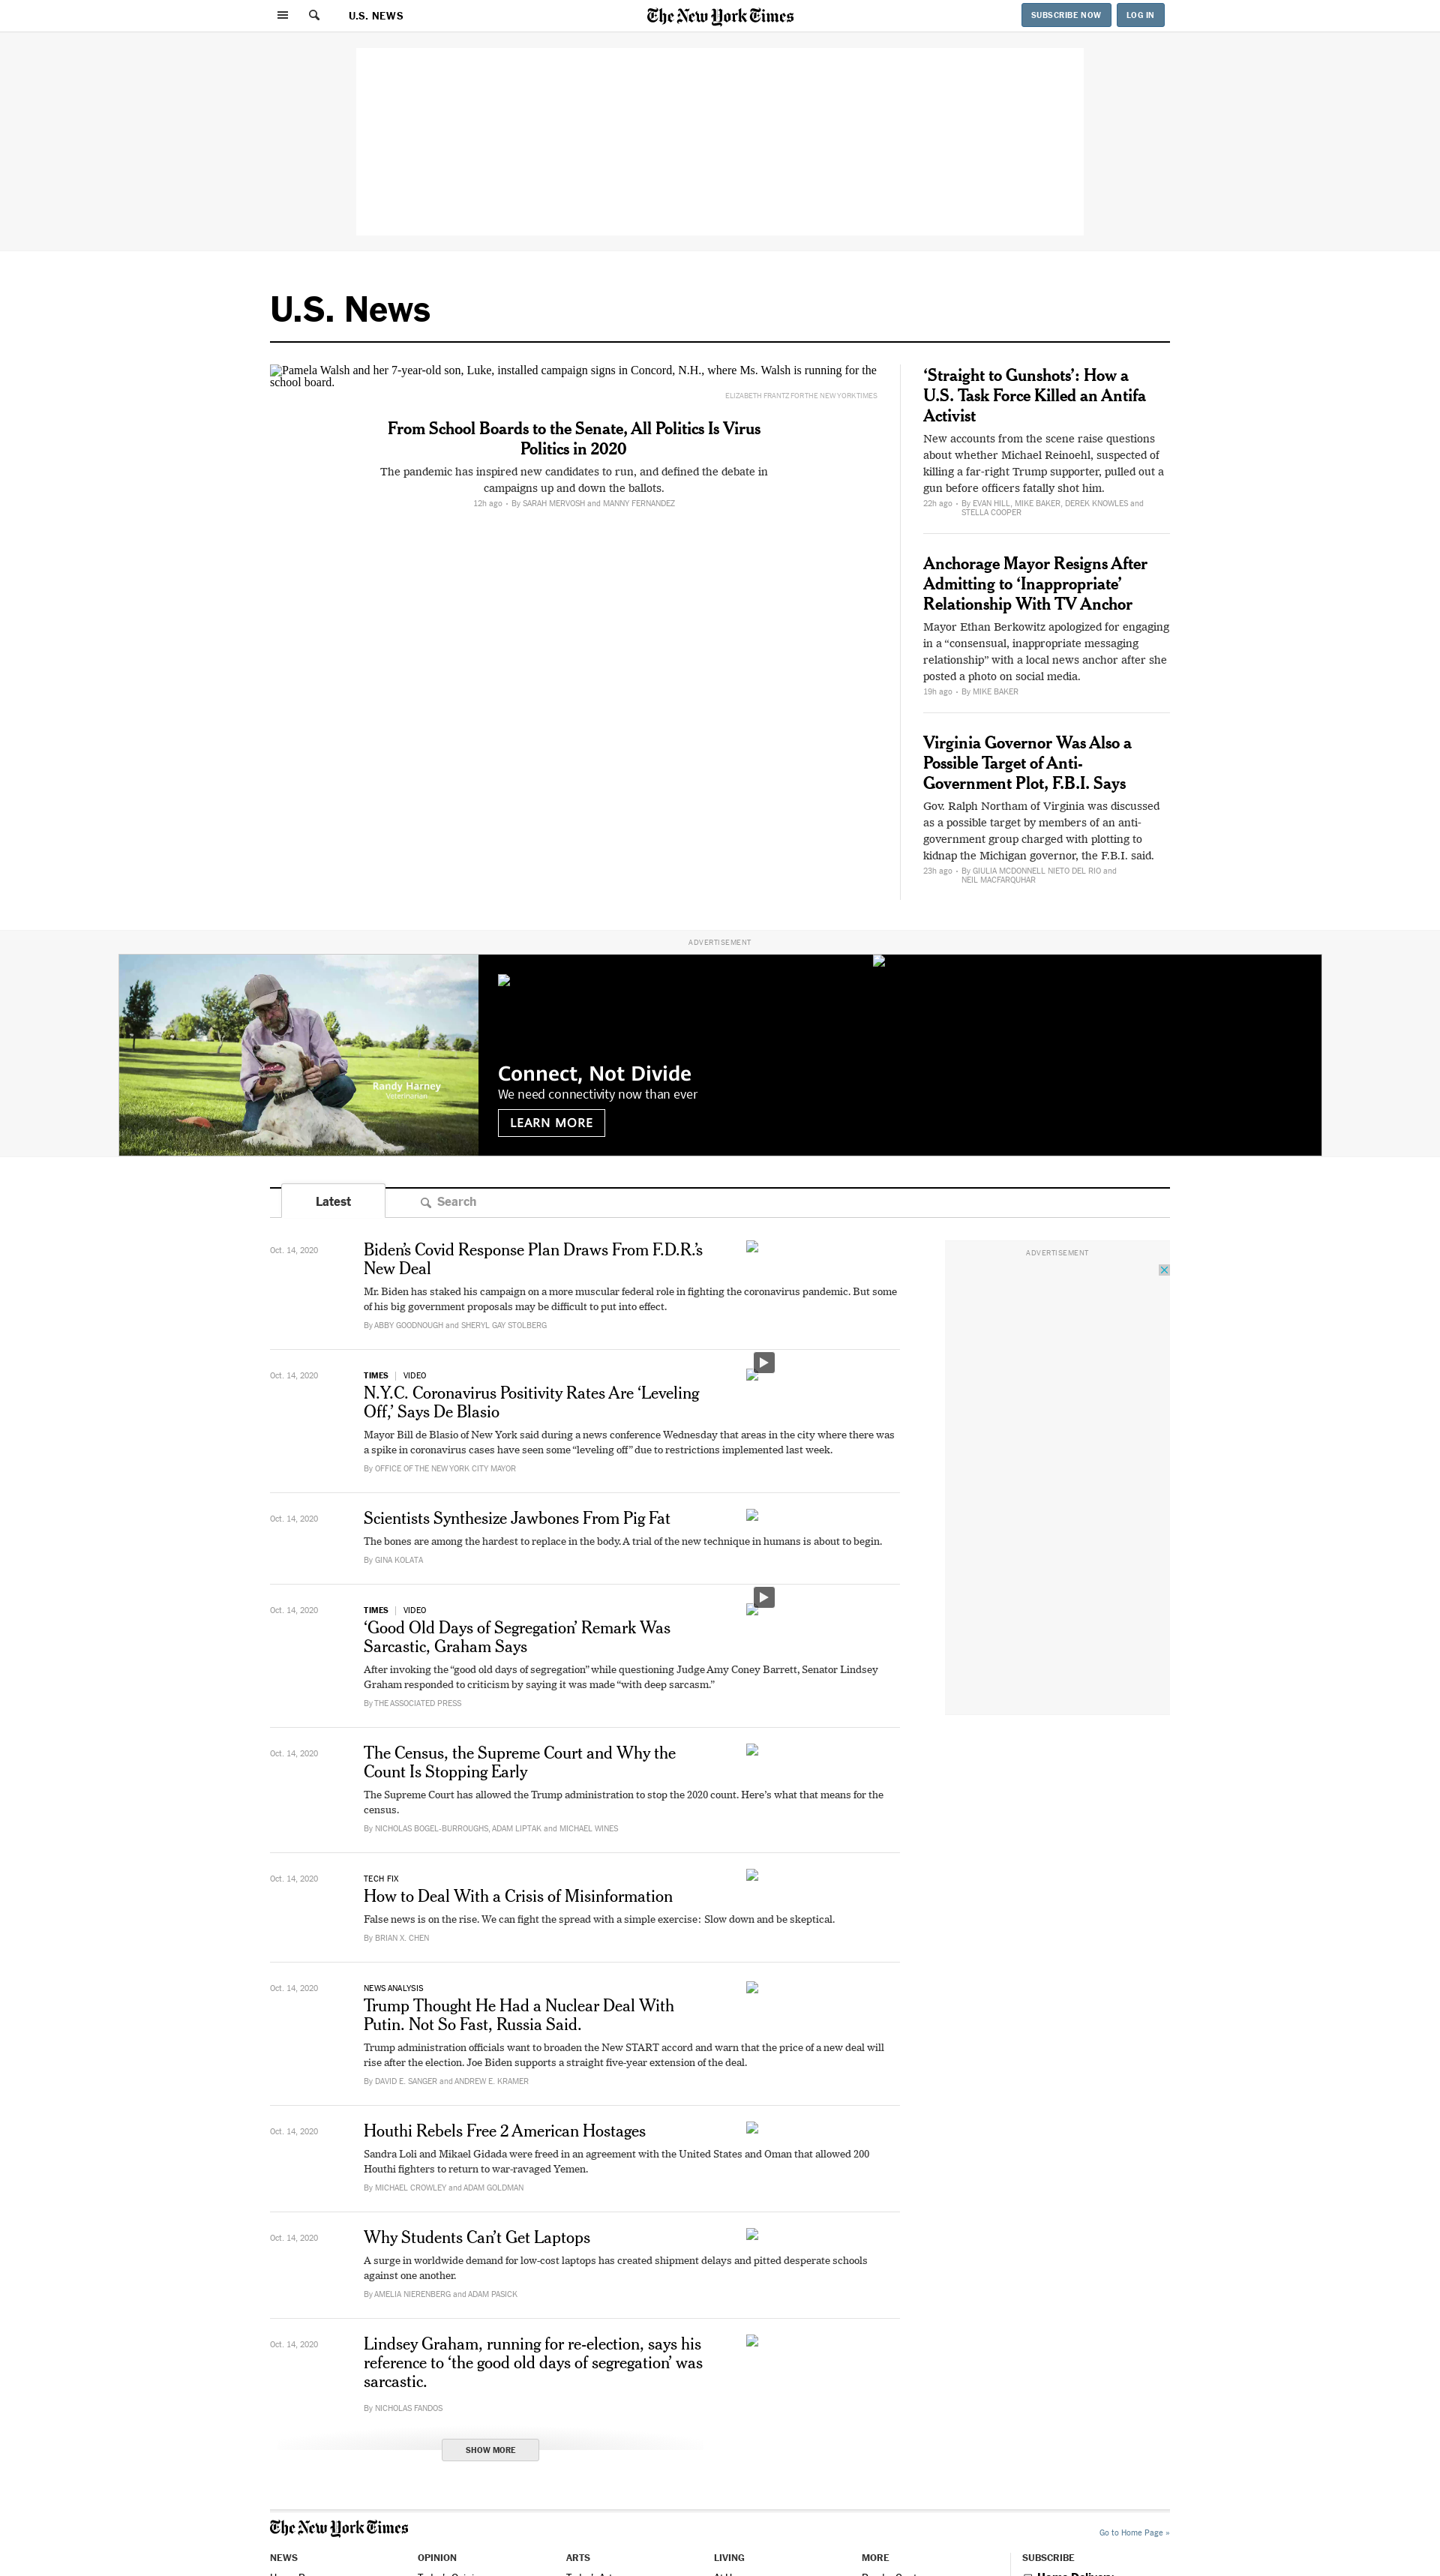 U.S. NEWS
The New York Times
SUBSCRIBE NOW
LOG IN
U.S. News
Pamela Walsh and her 7-year-old son, Luke, installed campaign signs in Concord, N.H., where Ms. Walsh is running for the
school board.
ELIZABETH FRANTZ FOR THE NEW YORK TIMES
From School Boards to the Senate, All Politics Is Virus
Politics in 2020
The pandemic has inspired new candidates to run, and defined the debate in
campaigns up and down the ballots.
12h ago - By SARAH MERVOSH and MANNY FERNANDEZ
‘Straight to Gunshots’: How a
U.S. Task Force Killed an Antifa
Activist
New accounts from the scene raise questions
about whether Michael Reinoehl, suspected of
killing a far-right Trump supporter, pulled out a
gun before officers fatally shot him.
22h ago - By EVAN HILL, MIKE BAKER, DEREK KNOWLES and
STELLA COOPER
Anchorage Mayor Resigns After
Admitting to ‘Inappropriate’
Relationship With TV Anchor
Mayor Ethan Berkowitz apologized for engaging
in a “consensual, inappropriate messaging
relationship” with a local news anchor after she
posted a photo on social media.
19h ago - By MIKE BAKER
Virginia Governor Was Also a
Possible Target of Anti-
Government Plot, F.B.I. Says
Gov. Ralph Northam of Virginia was discussed
as a possible target by members of an anti-
government group charged with plotting to
kidnap the Michigan governor, the F.B.I. said.
23h ago - By GIULIA MCDONNELL NIETO DEL RIO and
NEIL MACFARQUHAR
ADVERTISEMENT
Randy Harney
Veterinarian
Connect, Not Divide
We need connectivity now than ever
LEARN MORE
Latest
Search
ADVERTISEMENT
Oct. 14, 2020
Biden’s Covid Response Plan Draws From F.D.R.’s
New Deal
Mr. Biden has staked his campaign on a more muscular federal role in fighting the coronavirus pandemic. But some
of his big government proposals may be difficult to put into effect.
By ABBY GOODNOUGH and SHERYL GAY STOLBERG
Oct. 14, 2020
TIMES | VIDEO
N.Y.C. Coronavirus Positivity Rates Are ‘Leveling
Off,’ Says De Blasio
Mayor Bill de Blasio of New York said during a news conference Wednesday that areas in the city where there was
a spike in coronavirus cases have seen some “leveling off” due to restrictions implemented last week.
By OFFICE OF THE NEW YORK CITY MAYOR
Oct. 14, 2020
Scientists Synthesize Jawbones From Pig Fat
The bones are among the hardest to replace in the body. A trial of the new technique in humans is about to begin.
By GINA KOLATA
Oct. 14, 2020
TIMES | VIDEO
‘Good Old Days of Segregation’ Remark Was
Sarcastic, Graham Says
After invoking the “good old days of segregation” while questioning Judge Amy Coney Barrett, Senator Lindsey
Graham responded to criticism by saying it was made “with deep sarcasm.”
By THE ASSOCIATED PRESS
Oct. 14, 2020
The Census, the Supreme Court and Why the
Count Is Stopping Early
The Supreme Court has allowed the Trump administration to stop the 2020 count. Here’s what that means for the
census.
By NICHOLAS BOGEL-BURROUGHS, ADAM LIPTAK and MICHAEL WINES
Oct. 14, 2020
TECH FIX
How to Deal With a Crisis of Misinformation
False news is on the rise. We can fight the spread with a simple exercise: Slow down and be skeptical.
By BRIAN X. CHEN
Oct. 14, 2020
NEWS ANALYSIS
Trump Thought He Had a Nuclear Deal With
Putin. Not So Fast, Russia Said.
Trump administration officials want to broaden the New START accord and warn that the price of a new deal will
rise after the election. Joe Biden supports a straight five-year extension of the deal.
By DAVID E. SANGER and ANDREW E. KRAMER
Oct. 14, 2020
Houthi Rebels Free 2 American Hostages
Sandra Loli and Mikael Gidada were freed in an agreement with the United States and Oman that allowed 200
Houthi fighters to return to war-ravaged Yemen.
By MICHAEL CROWLEY and ADAM GOLDMAN
Oct. 14, 2020
Why Students Can’t Get Laptops
A surge in worldwide demand for low-cost laptops has created shipment delays and pitted desperate schools
against one another.
By AMELIA NIERENBERG and ADAM PASICK
Oct. 14, 2020
Lindsey Graham, running for re-election, says his
reference to ‘the good old days of segregation’ was
sarcastic.
By NICHOLAS FANDOS
SHOW MORE
The New York Times
Go to Home Page »
NEWS
OPINION
ARTS
MORE
LIVING
SUBSCRIBE